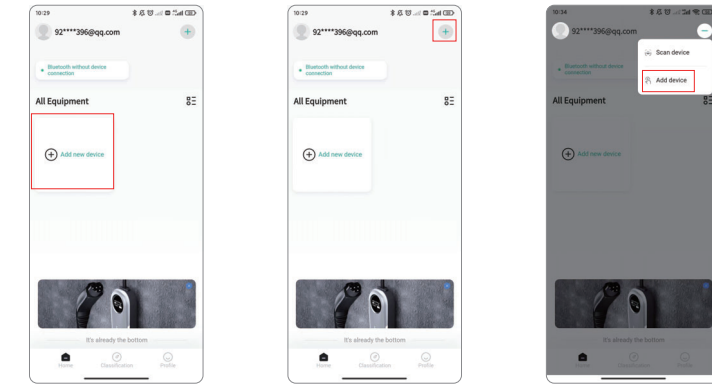 10:29
92****396@qq.com
Bluetooth without device
connection
All Equipment
Add new device
It's already the bottom
Home
Classification
Profile
10:29
92****396@qq.com
Bluetooth without device
connection
All Equipment
Add new device
It's already the bottom
Home
Classification
Profile
10:34
92****396@qq.com
Scan device
Add device
Bluetooth without device
connection
All Equipment
Add new device
It's already the bottom
Home
Classification
Profile